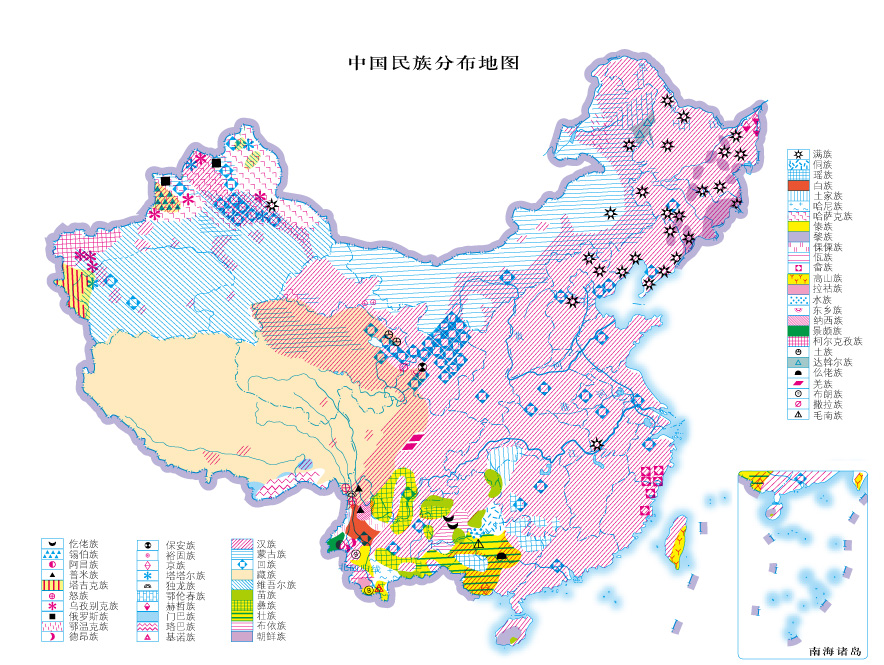 中国民族分布地图
满族
侗族
瑶族
白族
土家族
哈尼族
哈萨克族
傣族
黎族
傈僳族
佤族
畲族
高山族
拉祜族
水族
东乡族
纳西族
景颇族
柯尔克孜族
土族
达斡尔族
仫佬族
羌族
布朗族
撒拉族
毛南族
仡佬族
锡伯族
阿昌族
普米族
塔吉克族
怒族
乌孜别克族
俄罗斯族
鄂温克族
德昂族
保安族
裕固族
京族
塔塔尔族
独龙族
鄂伦春族
赫哲族
门巴族
珞巴族
基诺族
汉族
蒙古族
回族
藏族
维吾尔族
苗族
彝族
壮族
布依族
朝鲜族
南海诸岛